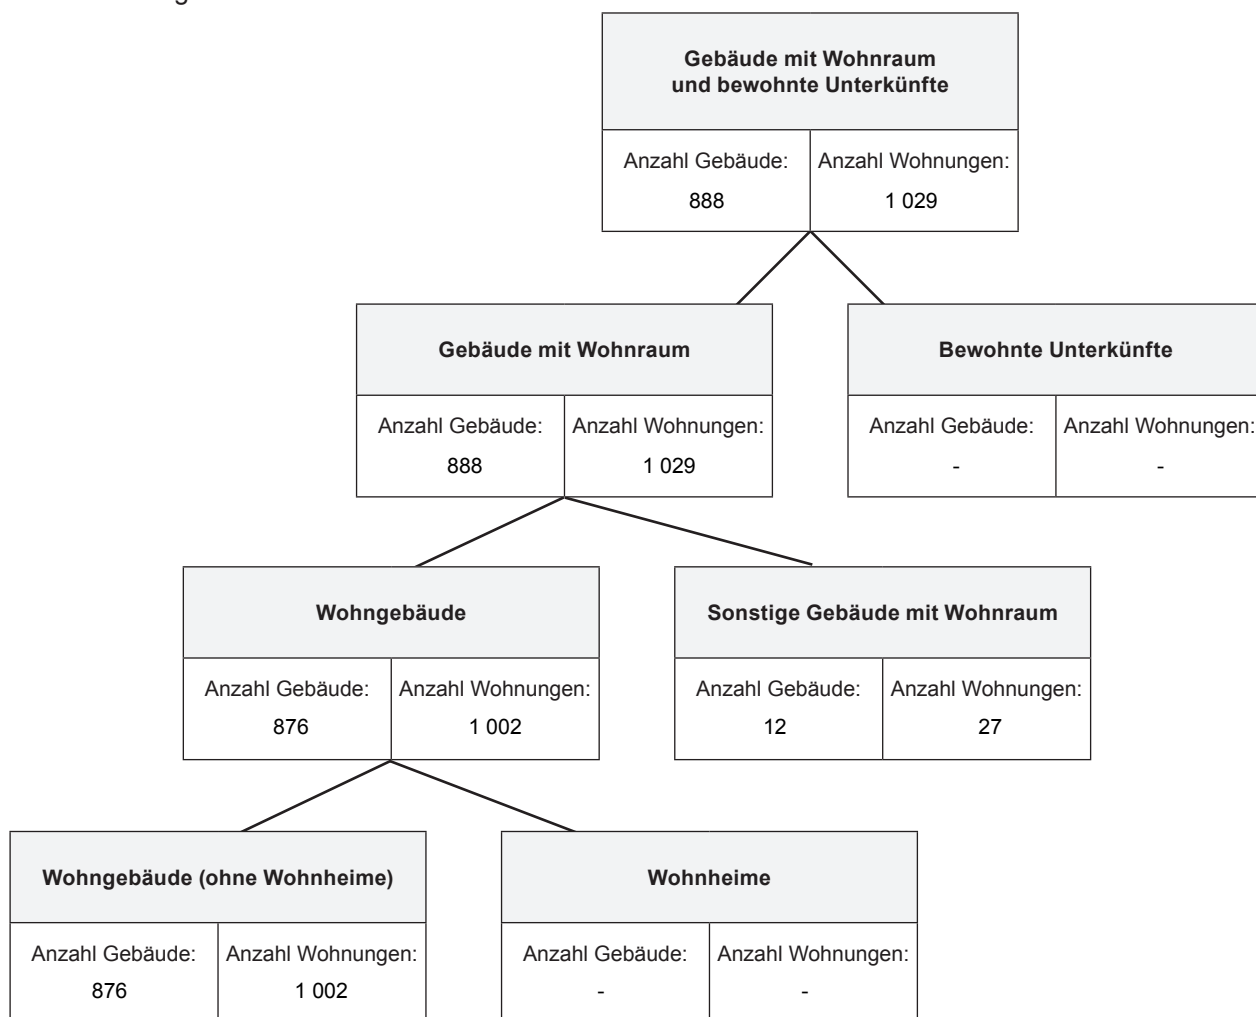 Gebäude mit Wohnraum
und bewohnte Unterkünfte
Anzahl Gebäude: Anzahl Wohnungen:
888 1 029
Gebäude mit Wohnraum
Anzahl Gebäude: Anzahl Wohnungen:
888 1 029
Bewohnte Unterkünfte
Anzahl Gebäude: Anzahl Wohnungen:
- -
Wohngebäude
Anzahl Gebäude: Anzahl Wohnungen:
876 1 002
Sonstige Gebäude mit Wohnraum
Anzahl Gebäude: Anzahl Wohnungen:
12 27
Wohngebäude (ohne Wohnheime)
Anzahl Gebäude: Anzahl Wohnungen:
876 1 002
Wohnheime
Anzahl Gebäude: Anzahl Wohnungen:
- -